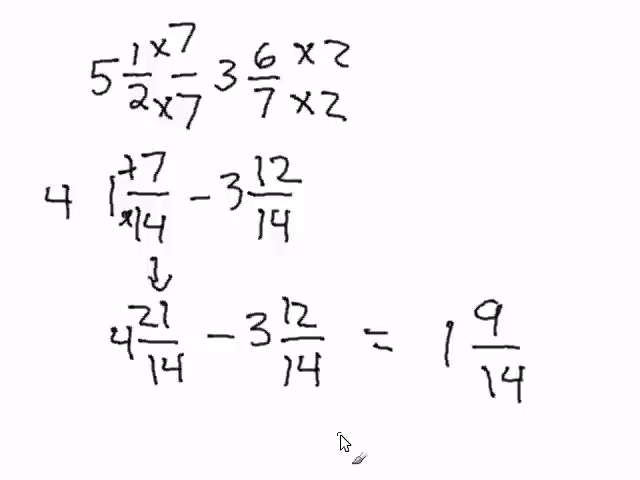 5 1/2 ×7/×7 − 3 6/7 ×2/×2
4 1 +7/×14 − 3 12/14
↓
4 21/14 − 3 12/14 = 1 9/14